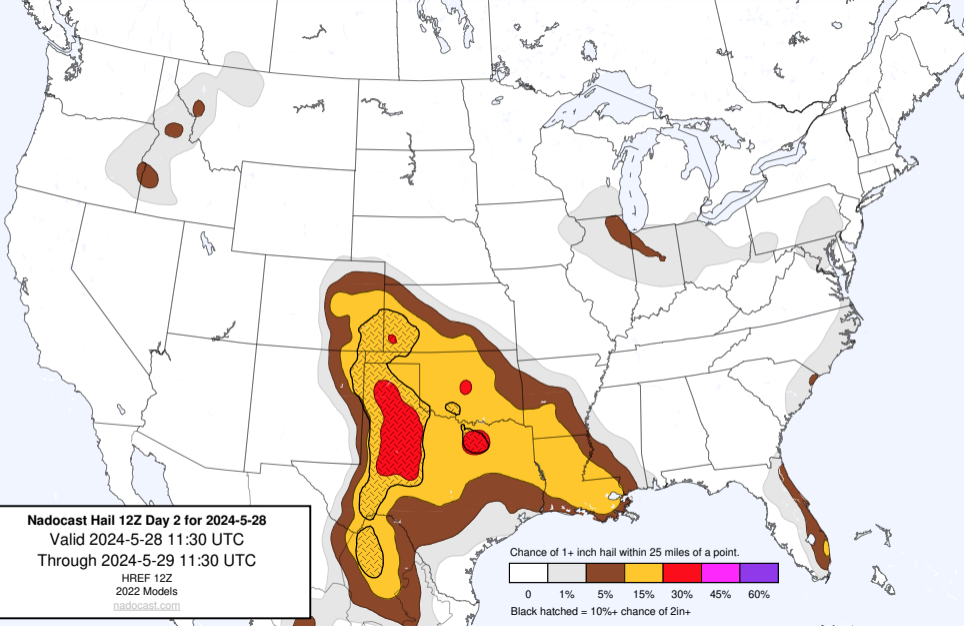 Nadocast Hail 12Z Day 2 for 2024-5-28
Valid 2024-5-28 11:30 UTC
Through 2024-5-29 11:30 UTC
HREF 12Z
2022 Models
nadocast.com
Chance of 1+ inch hail within 25 miles of a point.
0 1% 5% 15% 30% 45% 60%
Black hatched = 10%+ chance of 2in+